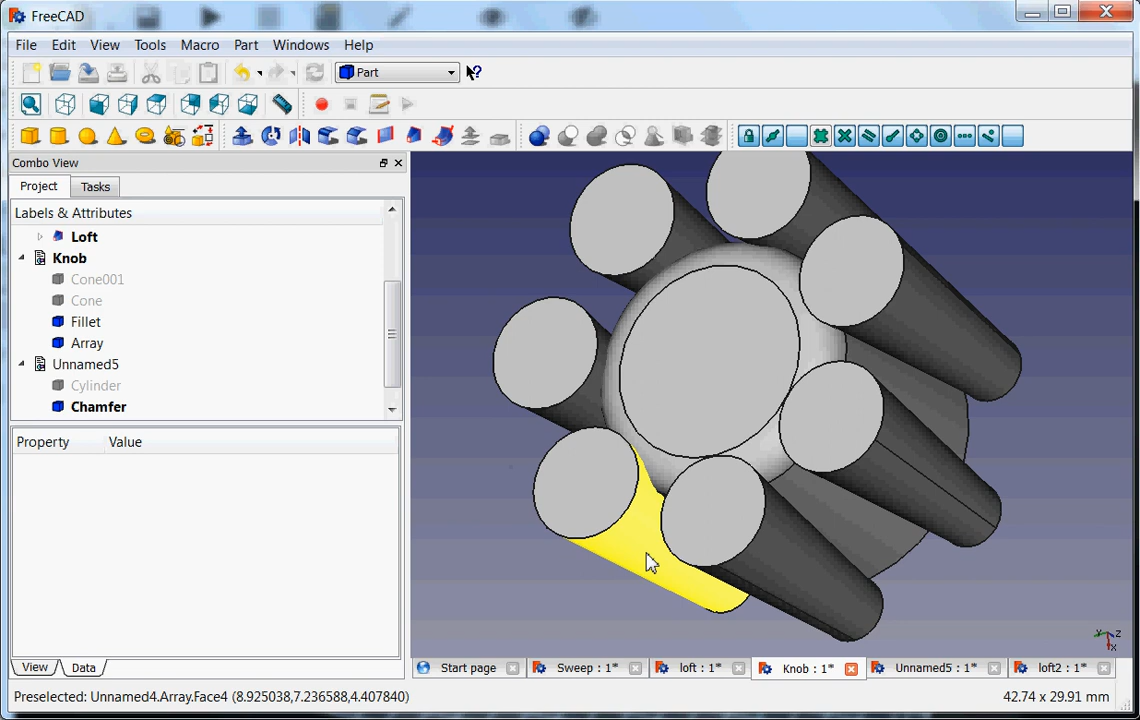 FreeCAD
File Edit View Tools Macro Part Windows Help
Part
Combo View
Project Tasks
Labels & Attributes
Loft
Knob
Cone001
Cone
Fillet
Array
Unnamed5
Cylinder
Chamfer
Property Value
View Data
Start page Sweep : 1* loft : 1* Knob : 1* Unnamed5 : 1* loft2 : 1*
Preselected: Unnamed4.Array.Face4 (8.925038,7.236588,4.407840) 42.74 x 29.91 mm